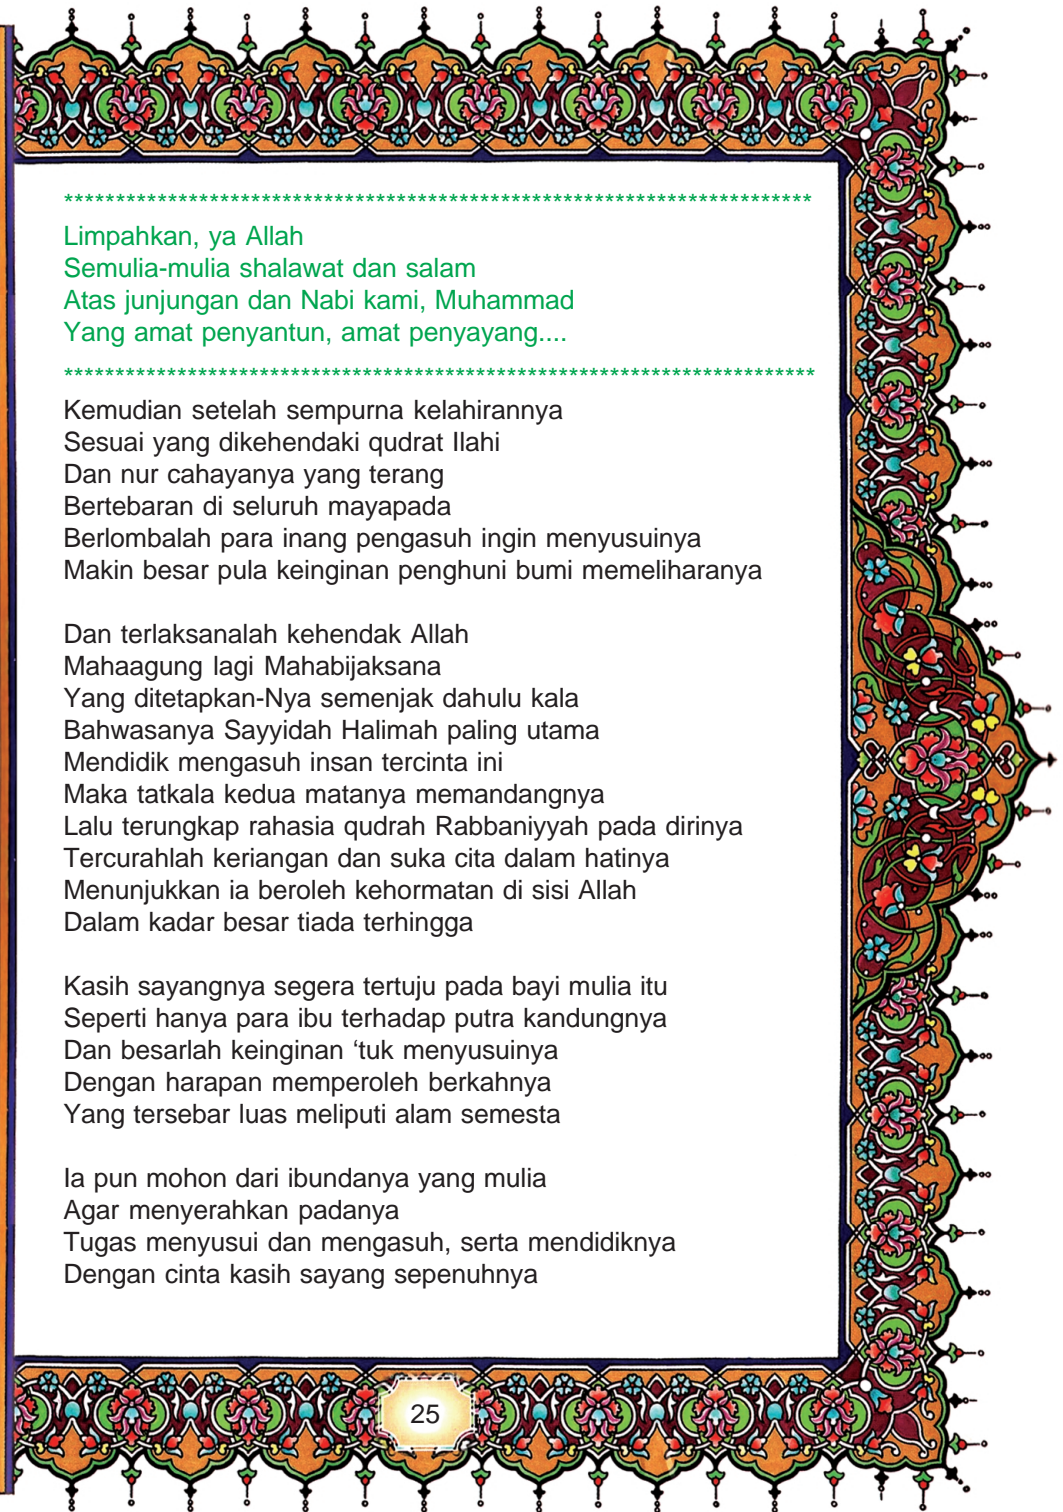 ************************************************************************
Limpahkan, ya Allah
Semulia-mulia shalawat dan salam
Atas junjungan dan Nabi kami, Muhammad
Yang amat penyantun, amat penyayang....
************************************************************************
Kemudian setelah sempurna kelahirannya
Sesuai yang dikehendaki qudrat Ilahi
Dan nur cahayanya yang terang
Bertebaran di seluruh mayapada
Berlombalah para inang pengasuh ingin menyusuinya
Makin besar pula keinginan penghuni bumi memeliharanya

Dan terlaksanalah kehendak Allah
Mahaagung lagi Mahabijaksana
Yang ditetapkan-Nya semenjak dahulu kala
Bahwasanya Sayyidah Halimah paling utama
Mendidik mengasuh insan tercinta ini
Maka tatkala kedua matanya memandangnya
Lalu terungkap rahasia qudrah Rabbaniyyah pada dirinya
Tercurahlah keriangan dan suka cita dalam hatinya
Menunjukkan ia beroleh kehormatan di sisi Allah
Dalam kadar besar tiada terhingga

Kasih sayangnya segera tertuju pada bayi mulia itu
Seperti hanya para ibu terhadap putra kandungnya
Dan besarlah keinginan ‘tuk menyusuinya
Dengan harapan memperoleh berkahnya
Yang tersebar luas meliputi alam semesta

Ia pun mohon dari ibundanya yang mulia
Agar menyerahkan padanya
Tugas menyusui dan mengasuh, serta mendidiknya
Dengan cinta kasih sayang sepenuhnya

25